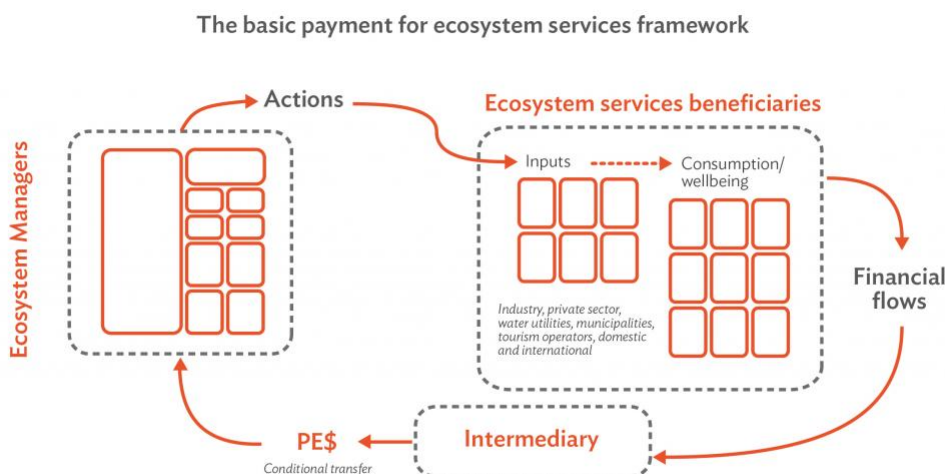 The basic payment for ecosystem services framework
Actions
Ecosystem services beneficiaries
Ecosystem Managers
Inputs
Consumption/
wellbeing
Industry, private sector,
water utilities, municipalities,
tourism operators, domestic
and international
Financial
flows
Intermediary
PE$
Conditional transfer